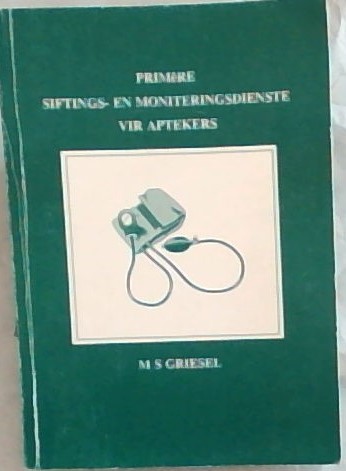 PRIMêRE
SIFTINGS- EN MONITERINGSDIENSTE
VIR APTEKERS
M S GRIESEL